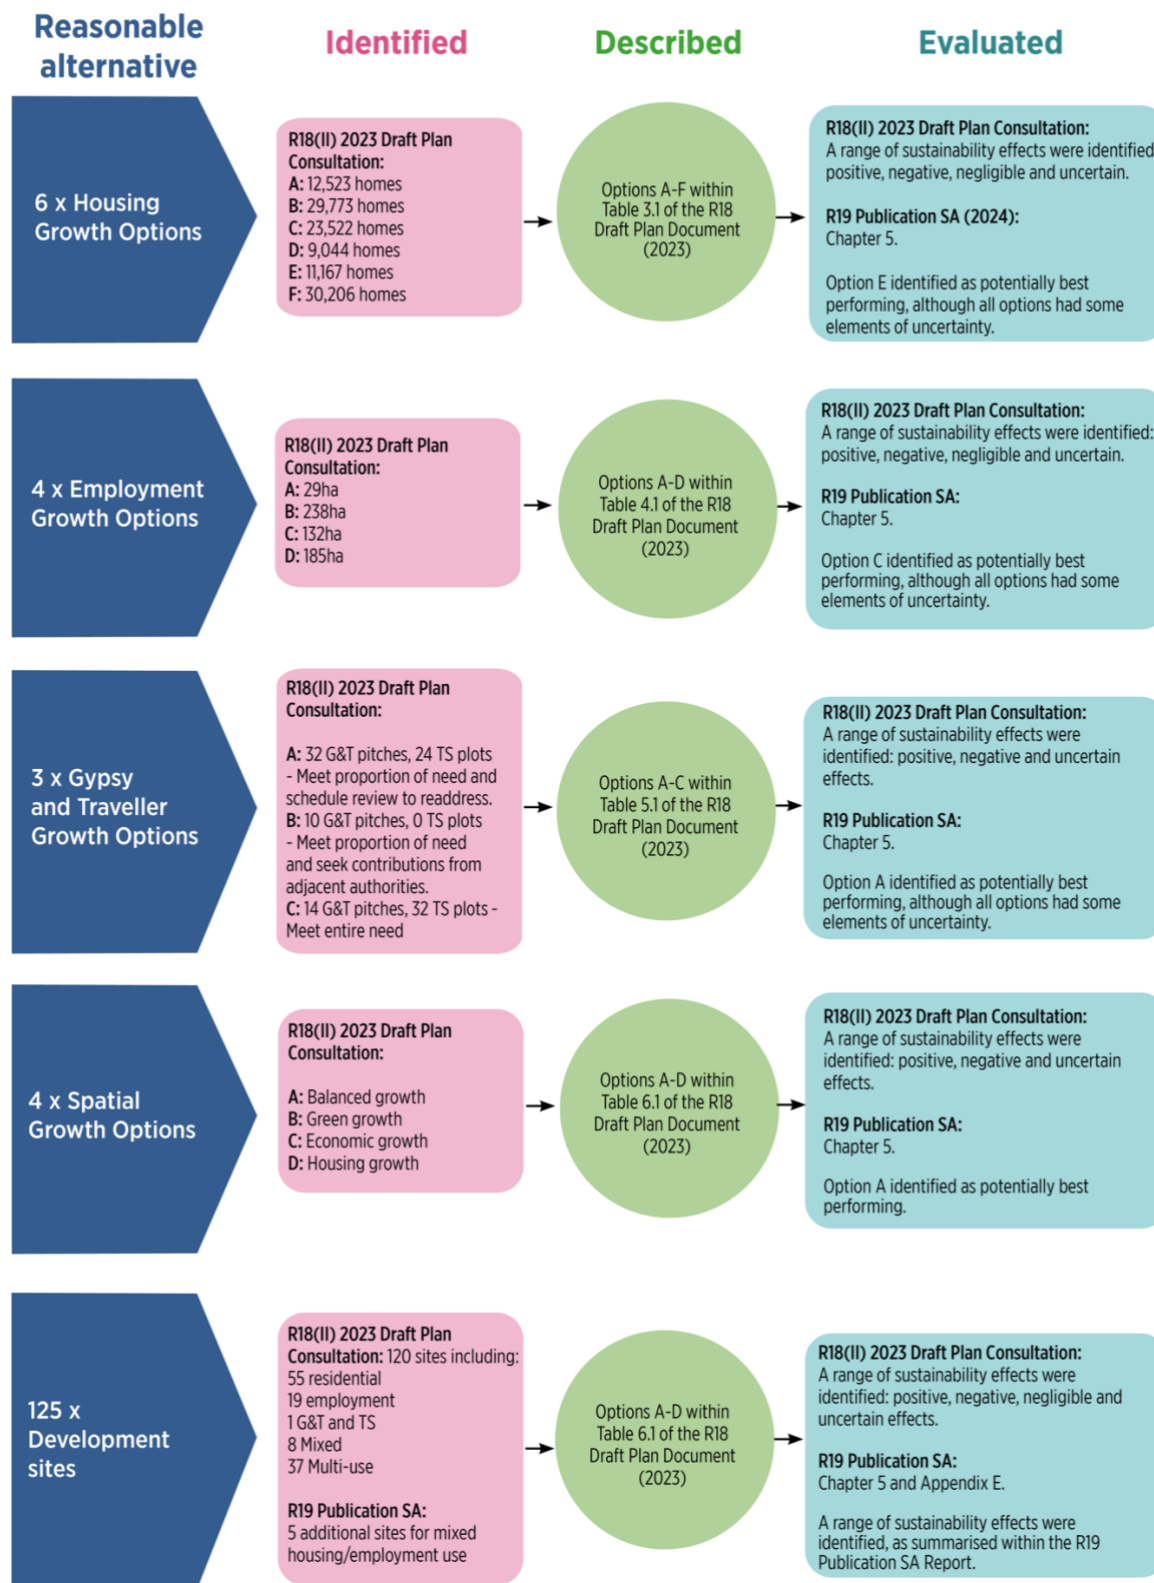 Reasonable
alternative
Identified
Described
Evaluated
6 x Housing
Growth Options
R18(II) 2023 Draft Plan
Consultation:
A: 12,523 homes
B: 29,773 homes
C: 23,522 homes
D: 9,044 homes
E: 11,167 homes
F: 30,206 homes
Options A-F within
Table 3.1 of the R18
Draft Plan Document
(2023)
R18(II) 2023 Draft Plan Consultation:
A range of sustainability effects were identified
positive, negative, negligible and uncertain.
R19 Publication SA (2024):
Chapter 5.
Option E identified as potentially best
performing, although all options had some
elements of uncertainty.
4 x Employment
Growth Options
R18(II) 2023 Draft Plan
Consultation:
A: 29ha
B: 238ha
C: 132ha
D: 185ha
Options A-D within
Table 4.1 of the R18
Draft Plan Document
(2023)
R18(II) 2023 Draft Plan Consultation:
A range of sustainability effects were identified:
positive, negative, negligible and uncertain.
R19 Publication SA:
Chapter 5.
Option C identified as potentially best
performing, although all options had some
elements of uncertainty.
3 x Gypsy
and Traveller
Growth Options
R18(II) 2023 Draft Plan
Consultation:
A: 32 G&T pitches, 24 TS plots
- Meet proportion of need and
schedule review to readdress.
B: 10 G&T pitches, 0 TS plots
- Meet proportion of need
and seek contributions from
adjacent authorities.
C: 14 G&T pitches, 32 TS plots -
Meet entire need
Options A-C within
Table 5.1 of the R18
Draft Plan Document
(2023)
R18(II) 2023 Draft Plan Consultation:
A range of sustainability effects were
identified: positive, negative and uncertain
effects.
R19 Publication SA:
Chapter 5.
Option A identified as potentially best
performing, although all options had some
elements of uncertainty.
4 x Spatial
Growth Options
R18(II) 2023 Draft Plan
Consultation:
A: Balanced growth
B: Green growth
C: Economic growth
D: Housing growth
Options A-D within
Table 6.1 of the R18
Draft Plan Document
(2023)
R18(II) 2023 Draft Plan Consultation:
A range of sustainability effects were
identified: positive, negative and uncertain
effects.
R19 Publication SA:
Chapter 5.
Option A identified as potentially best
performing.
125 x
Development
sites
R18(II) 2023 Draft Plan
Consultation: 120 sites including:
55 residential
19 employment
1 G&T and TS
8 Mixed
37 Multi-use
R19 Publication SA:
5 additional sites for mixed
housing/employment use
Options A-D within
Table 6.1 of the R18
Draft Plan Document
(2023)
R18(II) 2023 Draft Plan Consultation:
A range of sustainability effects were
identified: positive, negative, negligible and
uncertain effects.
R19 Publication SA:
Chapter 5 and Appendix E.
A range of sustainability effects were
identified, as summarised within the R19
Publication SA Report.